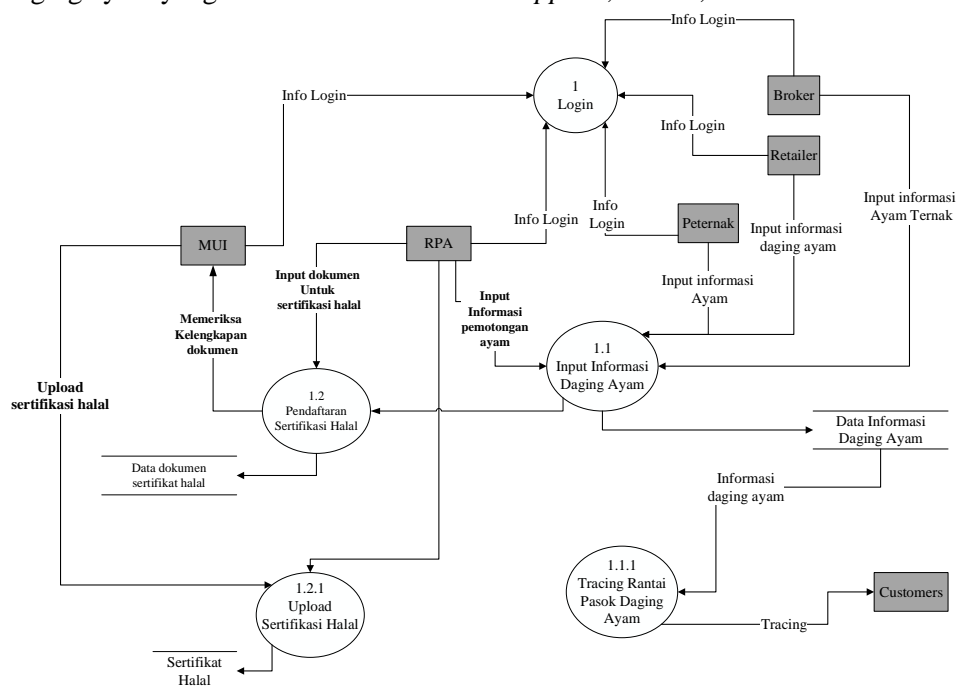 Info Login
1
Login
Broker
Info Login
Info Login
Retailer
Input informasi
Ayam Ternak
Info
Login
Info Login
Peternak
Input informasi
daging ayam
MUI
RPA
Input dokumen
Untuk
sertifikasi halal
Input informasi
Ayam
Input
Informasi
pemotongan
ayam
Memeriksa
Kelengkapan
dokumen
1.1
Input Informasi
Daging Ayam
Upload
sertifikasi halal
1.2
Pendaftaran
Sertifikasi Halal
Data Informasi
Daging Ayam
Data dokumen
sertifikat halal
Informasi
daging ayam
1.2.1
Upload
Sertifikasi Halal
1.1.1
Tracing Rantai
Pasok Daging
Ayam
Customers
Tracing
Sertifikat
Halal